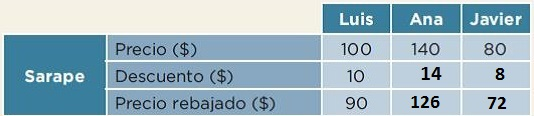 Luis Ana Javier
Sarape
Precio ($) 100 140 80
Descuento ($) 10 14 8
Precio rebajado ($) 90 126 72